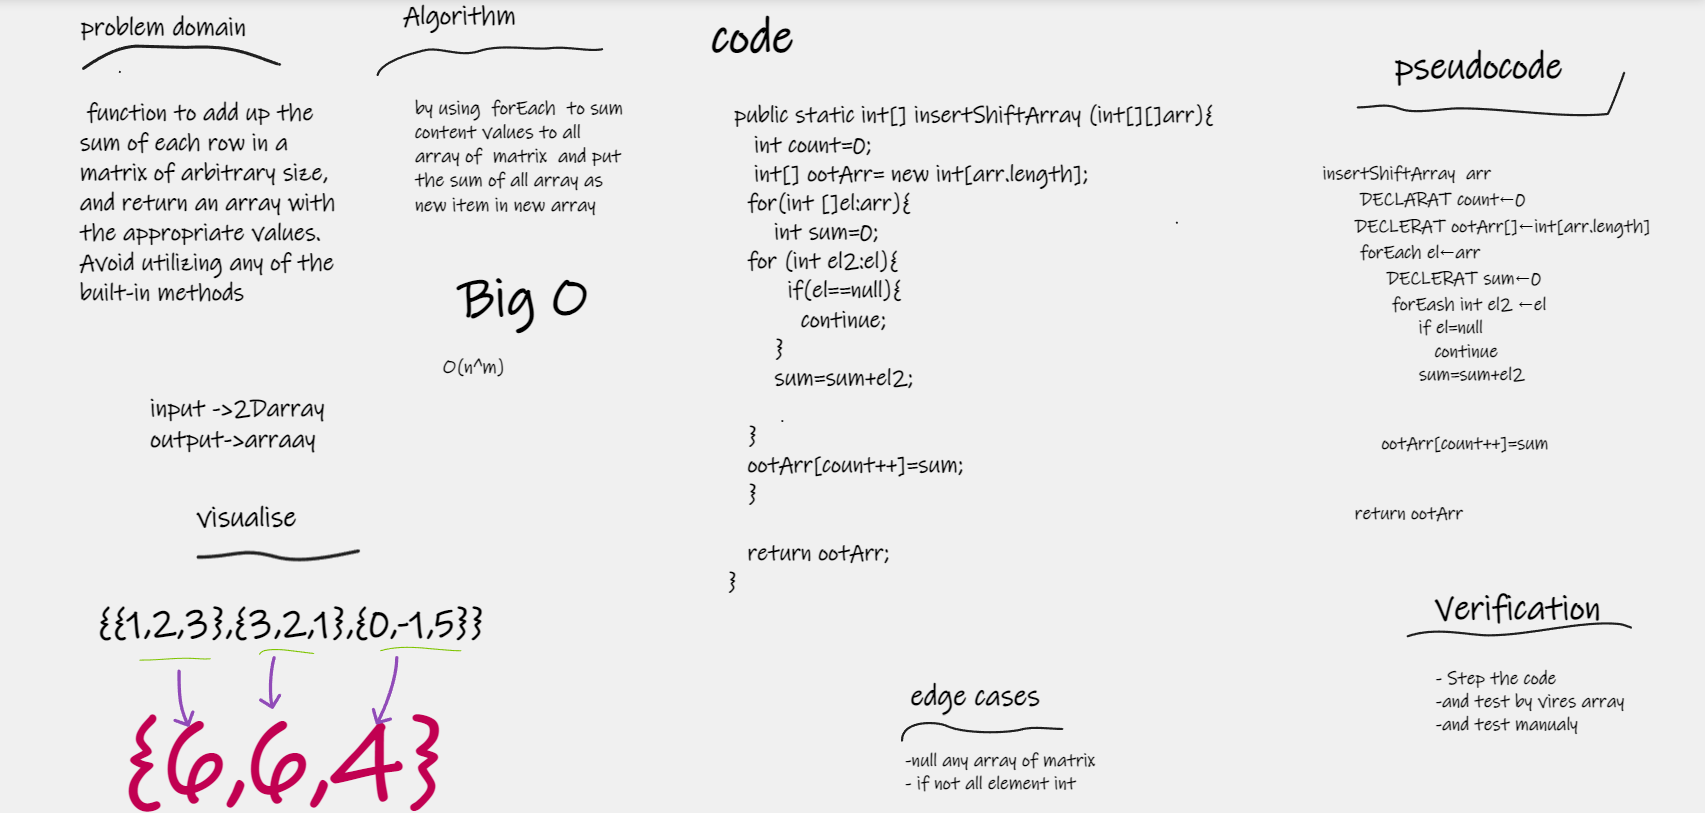 problem domain
function to add up the
sum of each row in a
matrix of arbitrary size,
and return an array with
the appropriate values.
Avoid utilizing any of the
built-in methods
input ->2Darray
output->arraay
visualise
{{1,2,3},{3,2,1},{0,-1,5}}
{6,6,4}
Algorithm
by using forEach to sum
content values to all
array of matrix and put
the sum of all array as
new item in new array
Big O
O(n^m)
code
public static int[] insertShiftArray (int[][]arr){
int count=0;
int[] ootArr= new int[arr.length];
for(int []el:arr){
int sum=0;
for (int el2:el){
if(el==null){
continue;
}
sum=sum+el2;
}
ootArr[count++]=sum;
}
return ootArr;
}
edge cases
-null any array of matrix
- if not all element int
pseudocode
insertShiftArray arr
DECLARAT count←0
DECLERAT ootArr[]←int[arr.length]
forEach el←arr
DECLERAT sum←0
forEash int el2 ←el
if el=null
continue
sum=sum+el2
ootArr[count++]=sum
return ootArr
Verification
- Step the code
-and test by vires array
-and test manualy